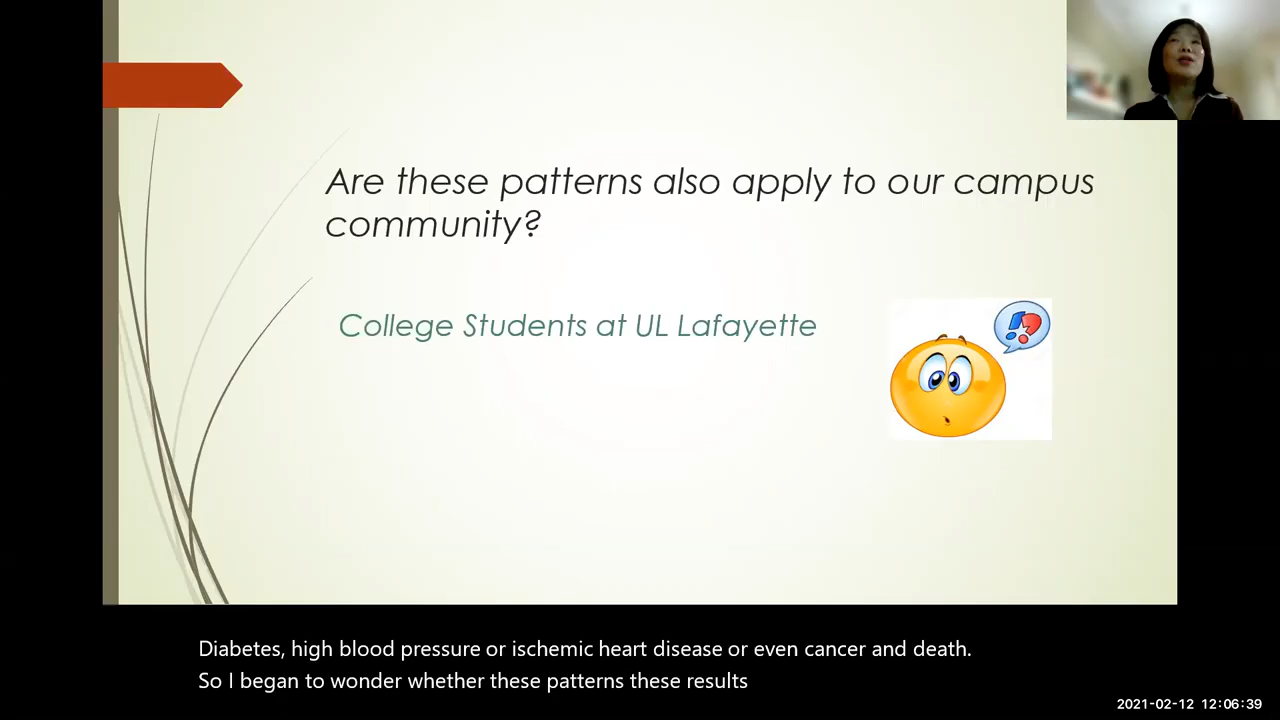 Are these patterns also apply to our campus
community?
College Students at UL Lafayette
Diabetes, high blood pressure or ischemic heart disease or even cancer and death.
So I began to wonder whether these patterns these results
2021-02-12 12:06:39